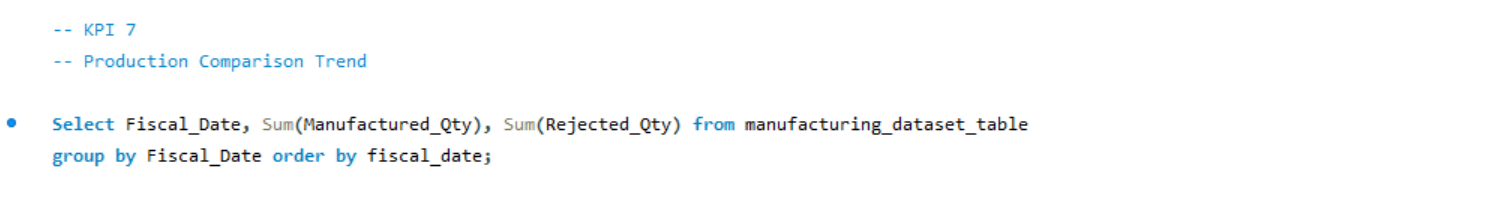 -- KPI 7
-- Production Comparison Trend
Select Fiscal_Date, Sum(Manufactured_Qty), Sum(Rejected_Qty) from manufacturing_dataset_table
group by Fiscal_Date order by fiscal_date;